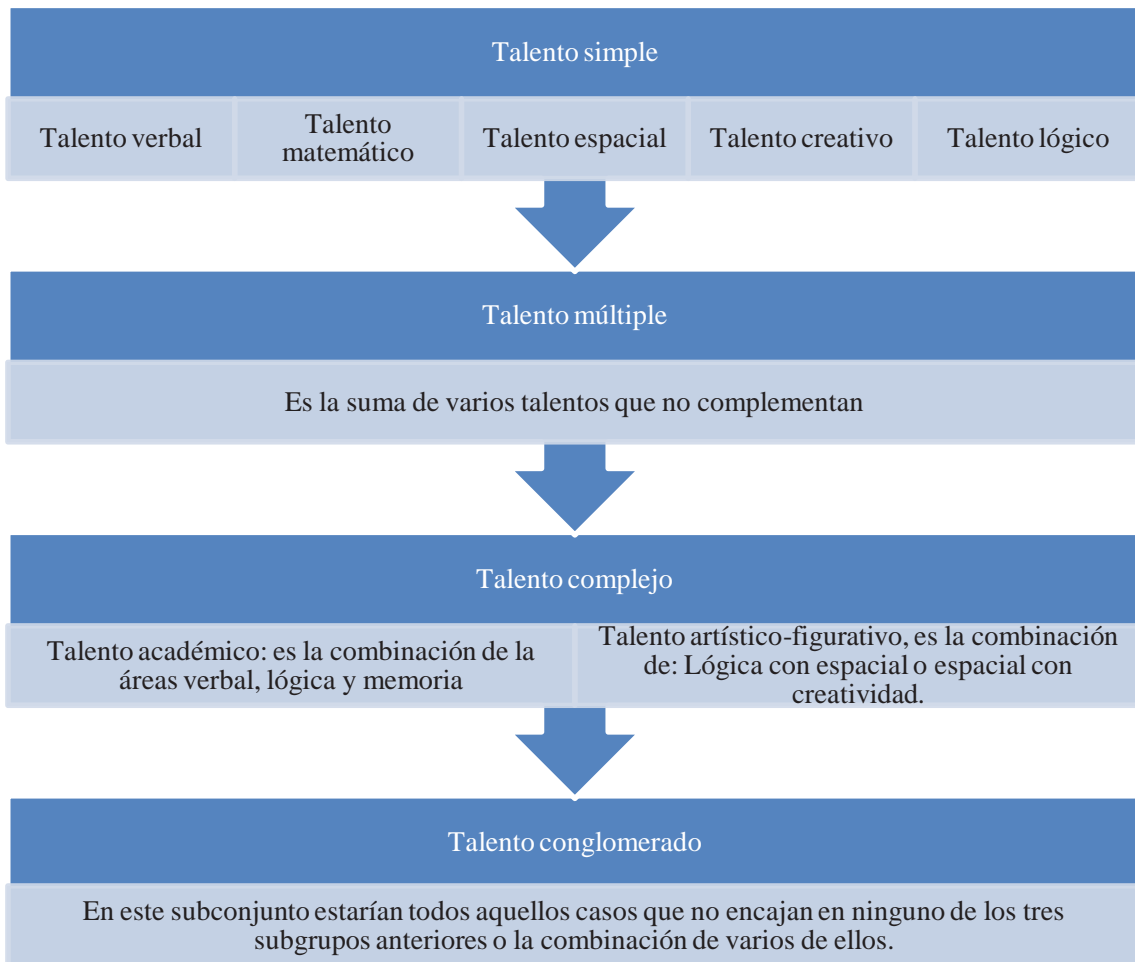 Talento simple
Talento verbal
Talento
matemático
Talento espacial
Talento creativo
Talento lógico
Talento múltiple
Es la suma de varios talentos que no complementan
Talento complejo
Talento académico: es la combinación de la
áreas verbal, lógica y memoria
Talento artístico-figurativo, es la combinación
de: Lógica con espacial o espacial con
creatividad.
Talento conglomerado
En este subconjunto estarían todos aquellos casos que no encajan en ninguno de los tres
subgrupos anteriores o la combinación de varios de ellos.